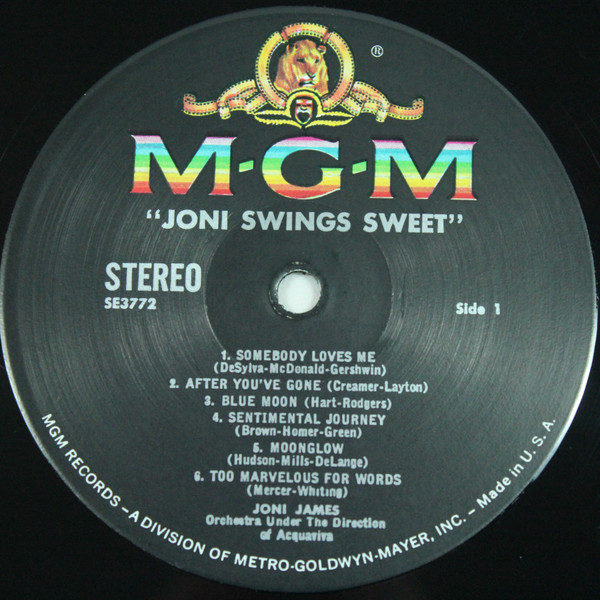 ®
M·G·M
"JONI SWINGS SWEET"
STEREO
SE3772
Side 1
1. SOMEBODY LOVES ME
(DeSylva-McDonald-Gershwin)
2. AFTER YOU'VE GONE (Creamer-Layton)
3. BLUE MOON (Hart-Rodgers)
4. SENTIMENTAL JOURNEY
(Brown-Homer-Green)
5. MOONGLOW
(Hudson-Mills-DeLange)
6. TOO MARVELOUS FOR WORDS
(Mercer-Whiting)
JONI JAMES
Orchestra Under The Direction
of Acquaviva
MGM RECORDS – A DIVISION OF METRO-GOLDWYN-MAYER, INC. – Made in U. S. A.